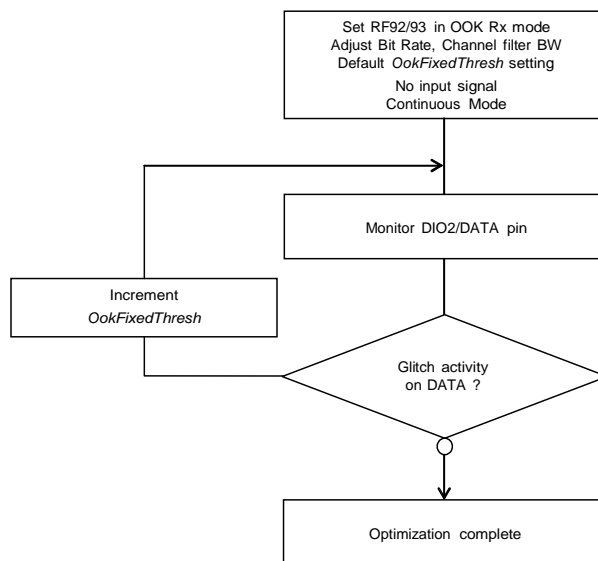 Set RF92/93 in OOK Rx mode
Adjust Bit Rate, Channel filter BW
Default OokFixedThresh setting
No input signal
Continuous Mode
Monitor DIO2/DATA pin
Increment
OokFixedThresh
Glitch activity
on DATA ?
Optimization complete